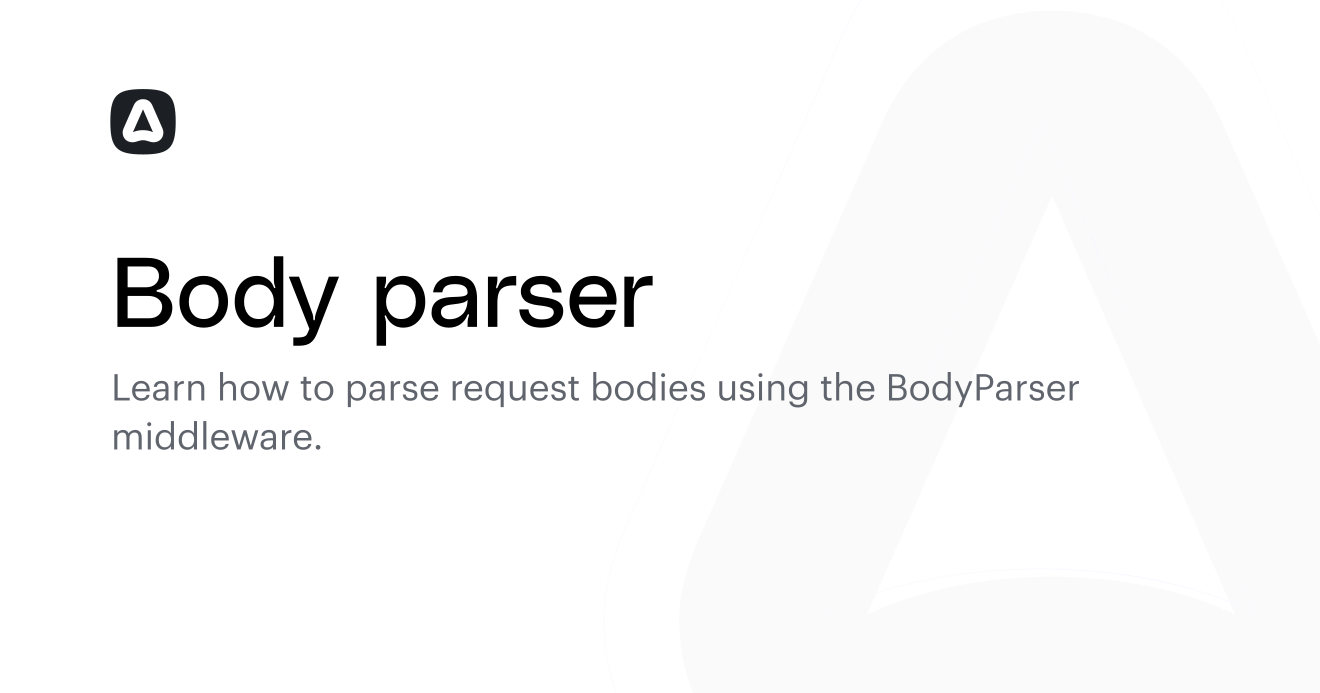 Body parser
Learn how to parse request bodies using the BodyParser
middleware.